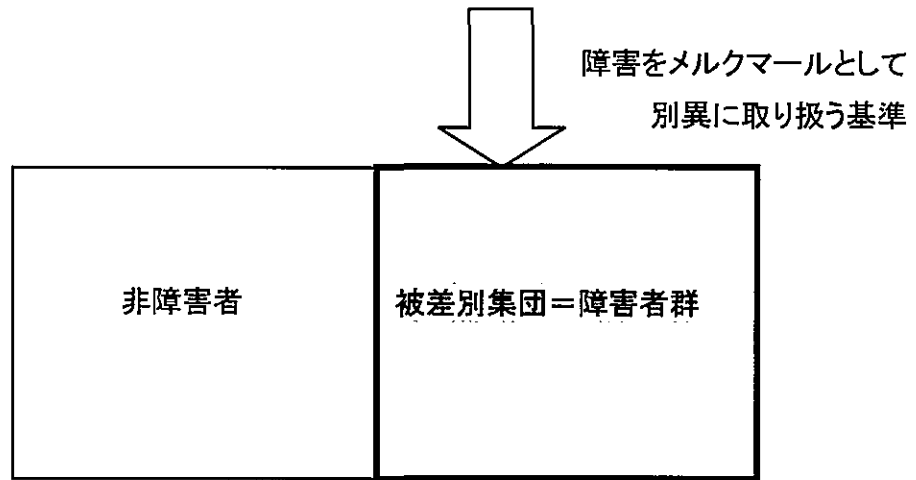 障害をメルクマールとして
別異に取り扱う基準
非障害者
被差別集団＝障害者群